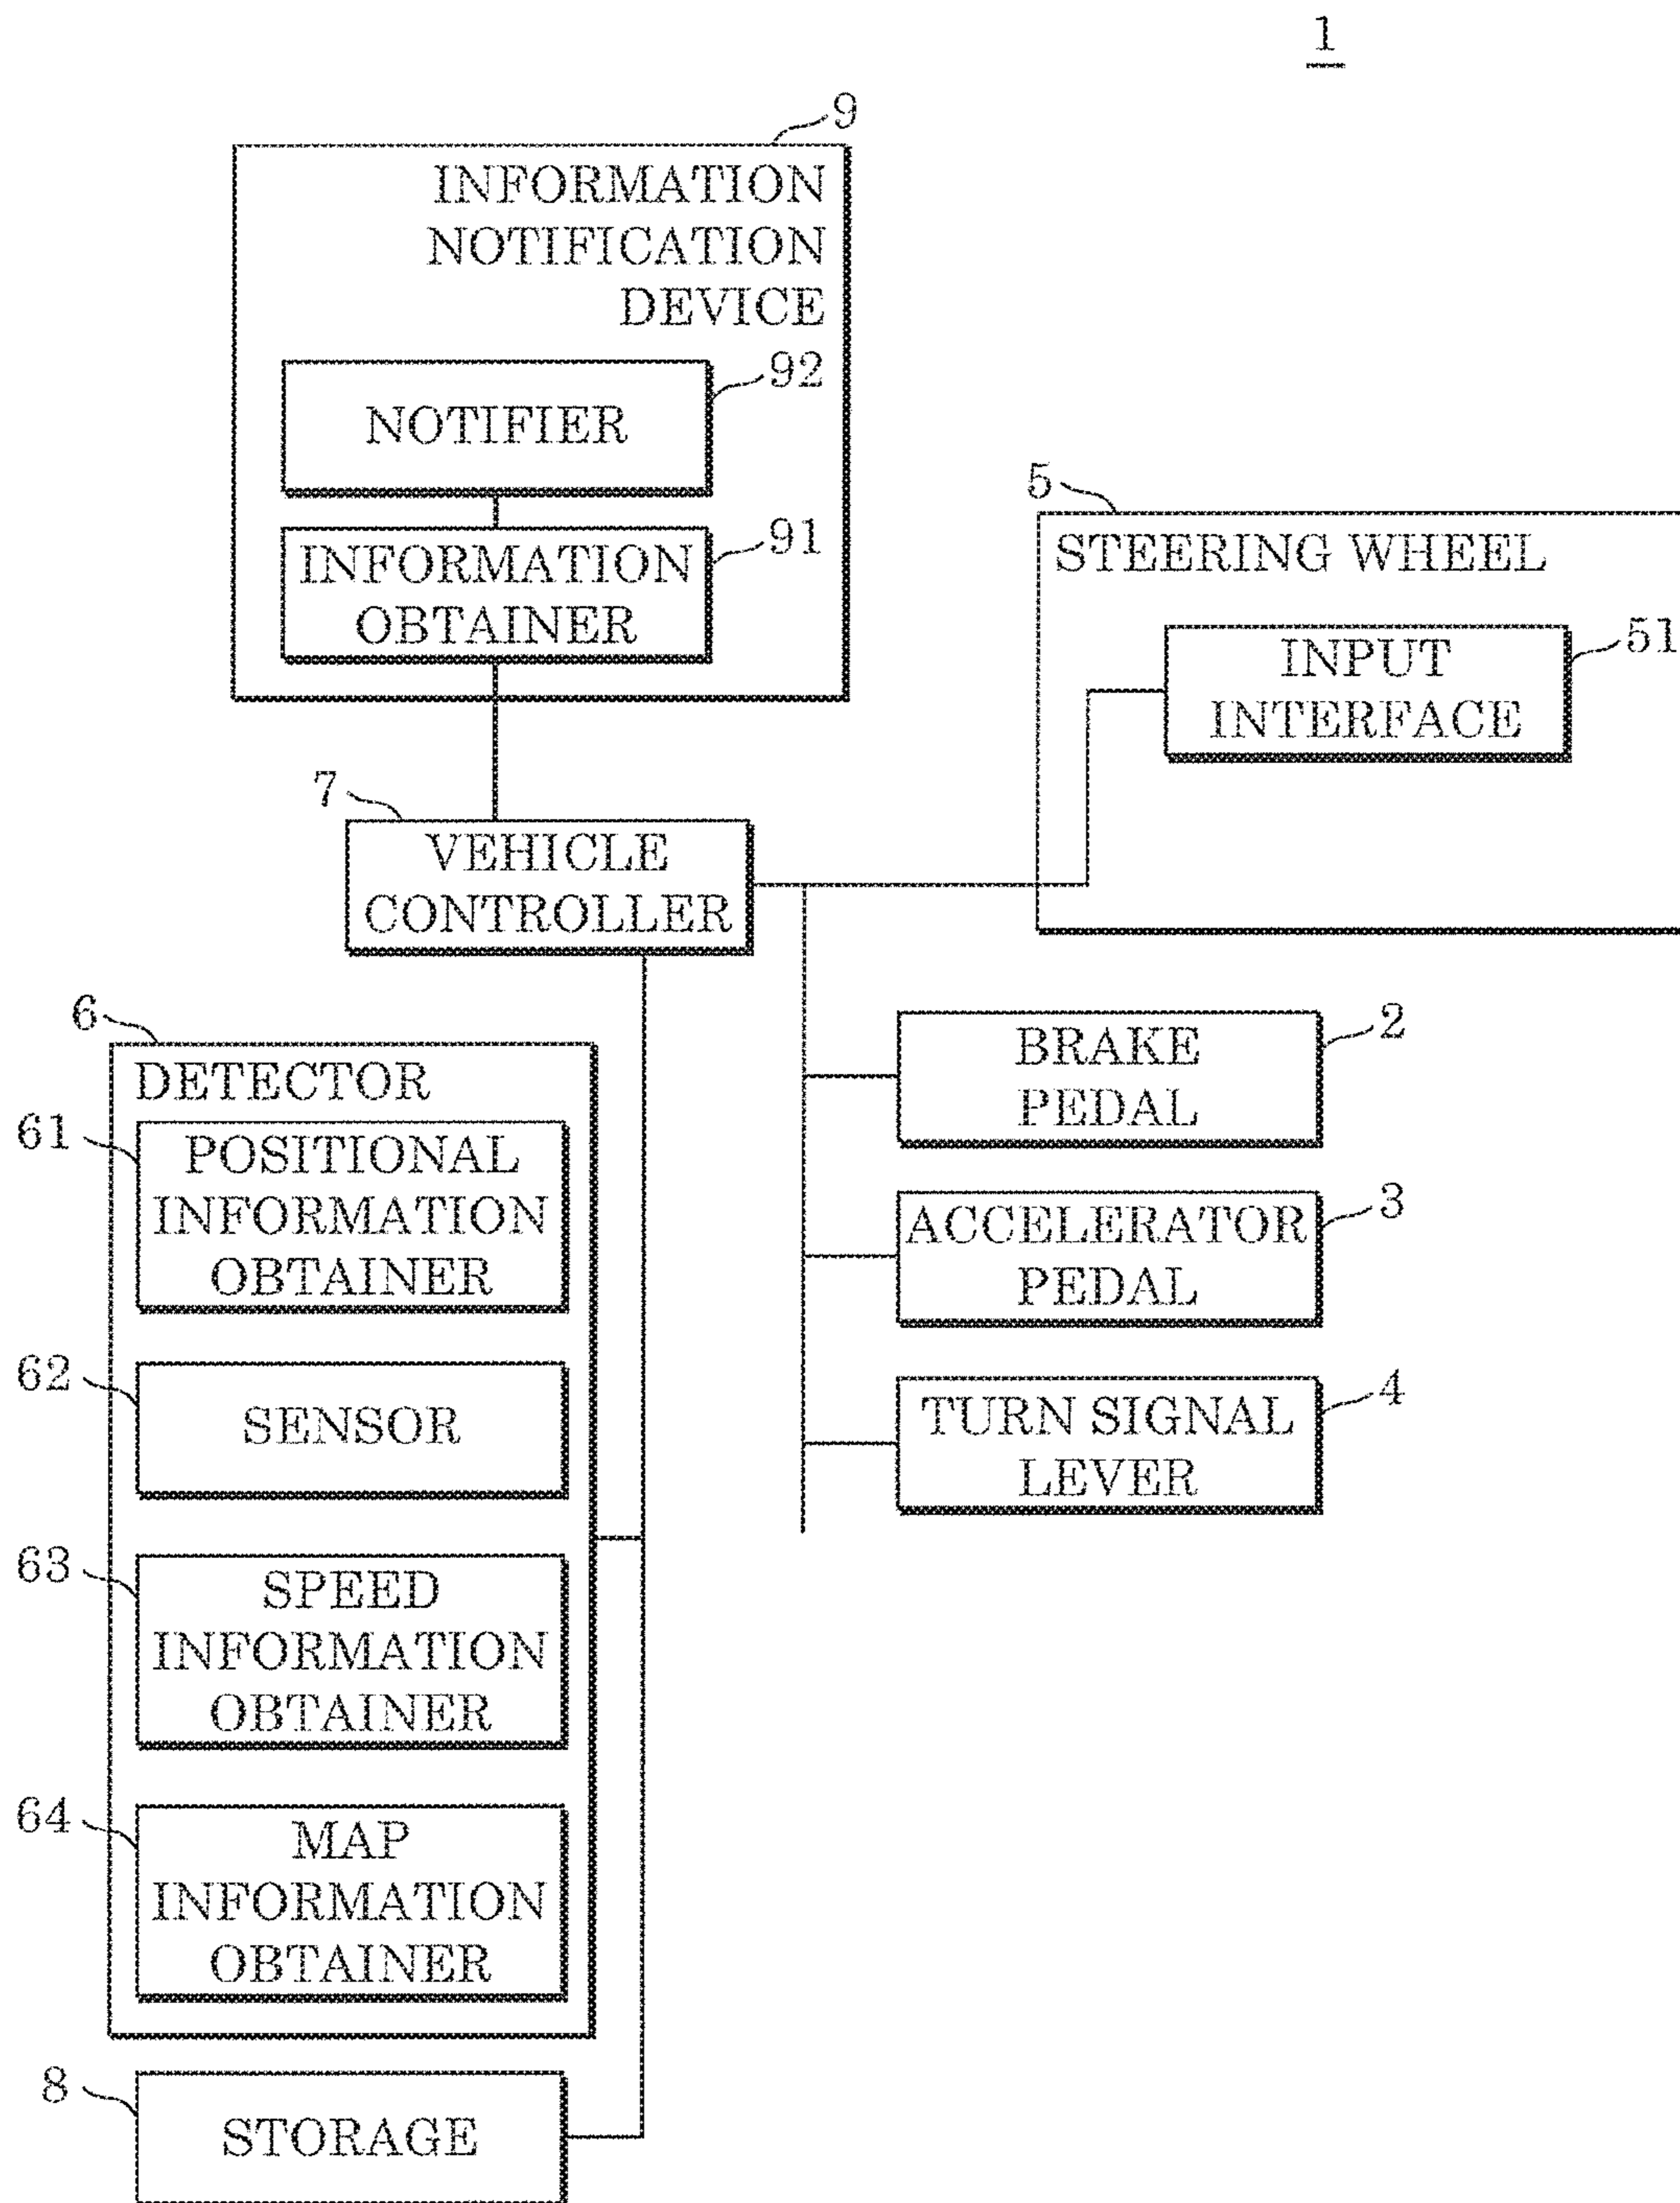 1
9
INFORMATION
NOTIFICATION
DEVICE
92
NOTIFIER
91
INFORMATION
OBTAINER
5
STEERING WHEEL
51
INPUT
INTERFACE
7
VEHICLE
CONTROLLER
6
DETECTOR
61
POSITIONAL
INFORMATION
OBTAINER
62
SENSOR
63
SPEED
INFORMATION
OBTAINER
64
MAP
INFORMATION
OBTAINER
8
STORAGE
2
BRAKE
PEDAL
3
ACCELERATOR
PEDAL
4
TURN SIGNAL
LEVER